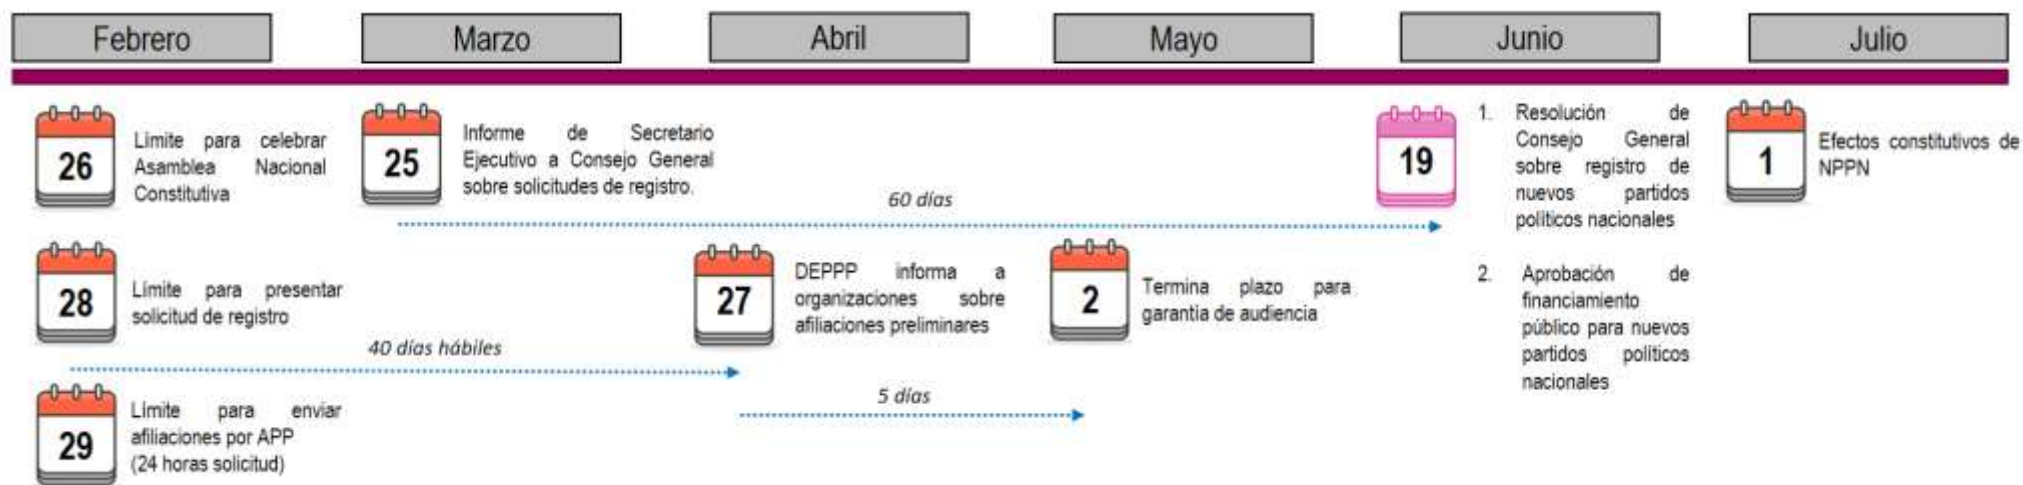 Febrero
Marzo
Abril
Mayo
Junio
Julio
26
Límite para celebrar
Asamblea Nacional
Constitutiva
25
Informe de Secretario
Ejecutivo a Consejo General
sobre solicitudes de registro.
60 días
19
1. Resolución de
Consejo General
sobre registro de
nuevos partidos
políticos nacionales
2. Aprobación de
financiamiento
público para nuevos
partidos políticos
nacionales
1
Efectos constitutivos de
NPPN
28
Límite para presentar
solicitud de registro
40 días hábiles
27
DEPPP informa a
organizaciones sobre
afiliaciones preliminares
2
Termina plazo para
garantía de audiencia
5 días
29
Límite para enviar
afiliaciones por APP
(24 horas solicitud)